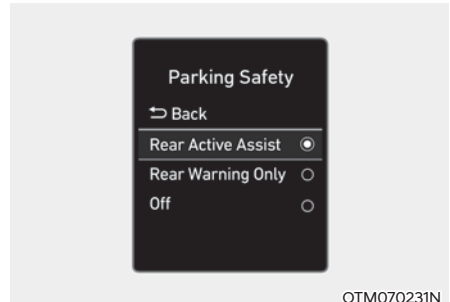 Parking Safety
Back
Rear Active Assist
Rear Warning Only
Off
OTM070231N